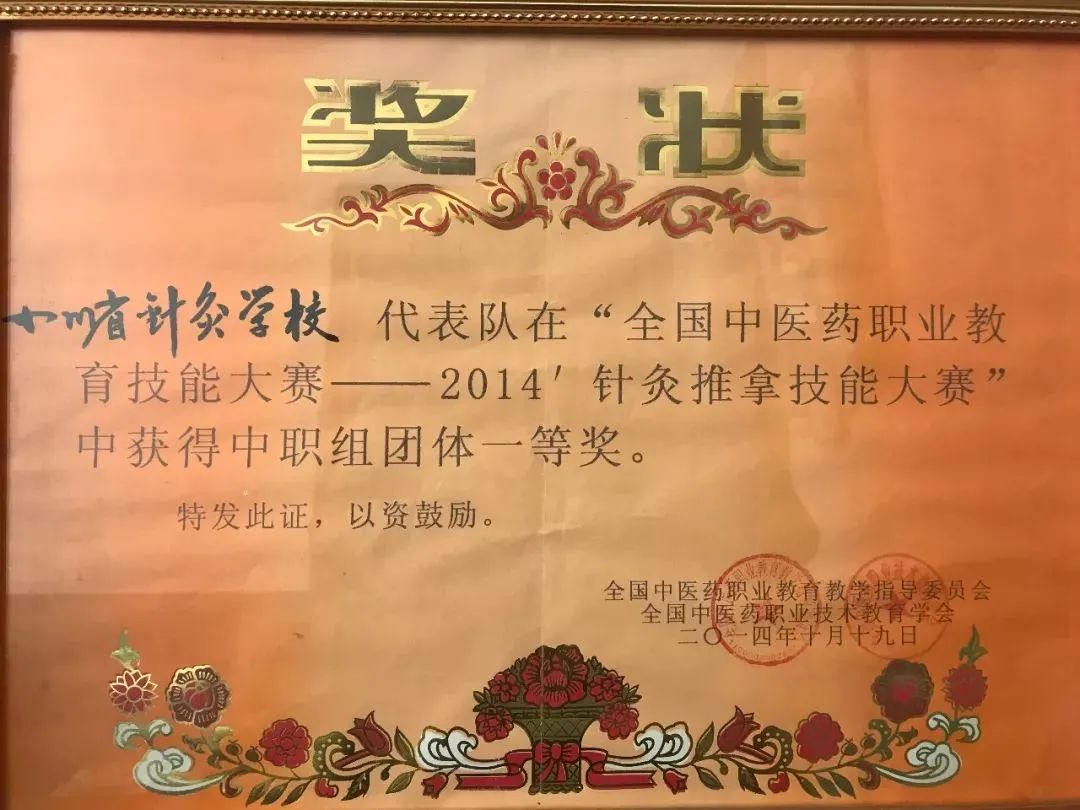 奖状
四川省针灸学校 代表队在“全国中医药职业教
育技能大赛——2014′针灸推拿技能大赛”
中获得中职组团体一等奖。
特发此证，以资鼓励。
全国中医药职业教育教学指导委员会
全国中医药职业技术教育学会
二〇一四年十月十九日